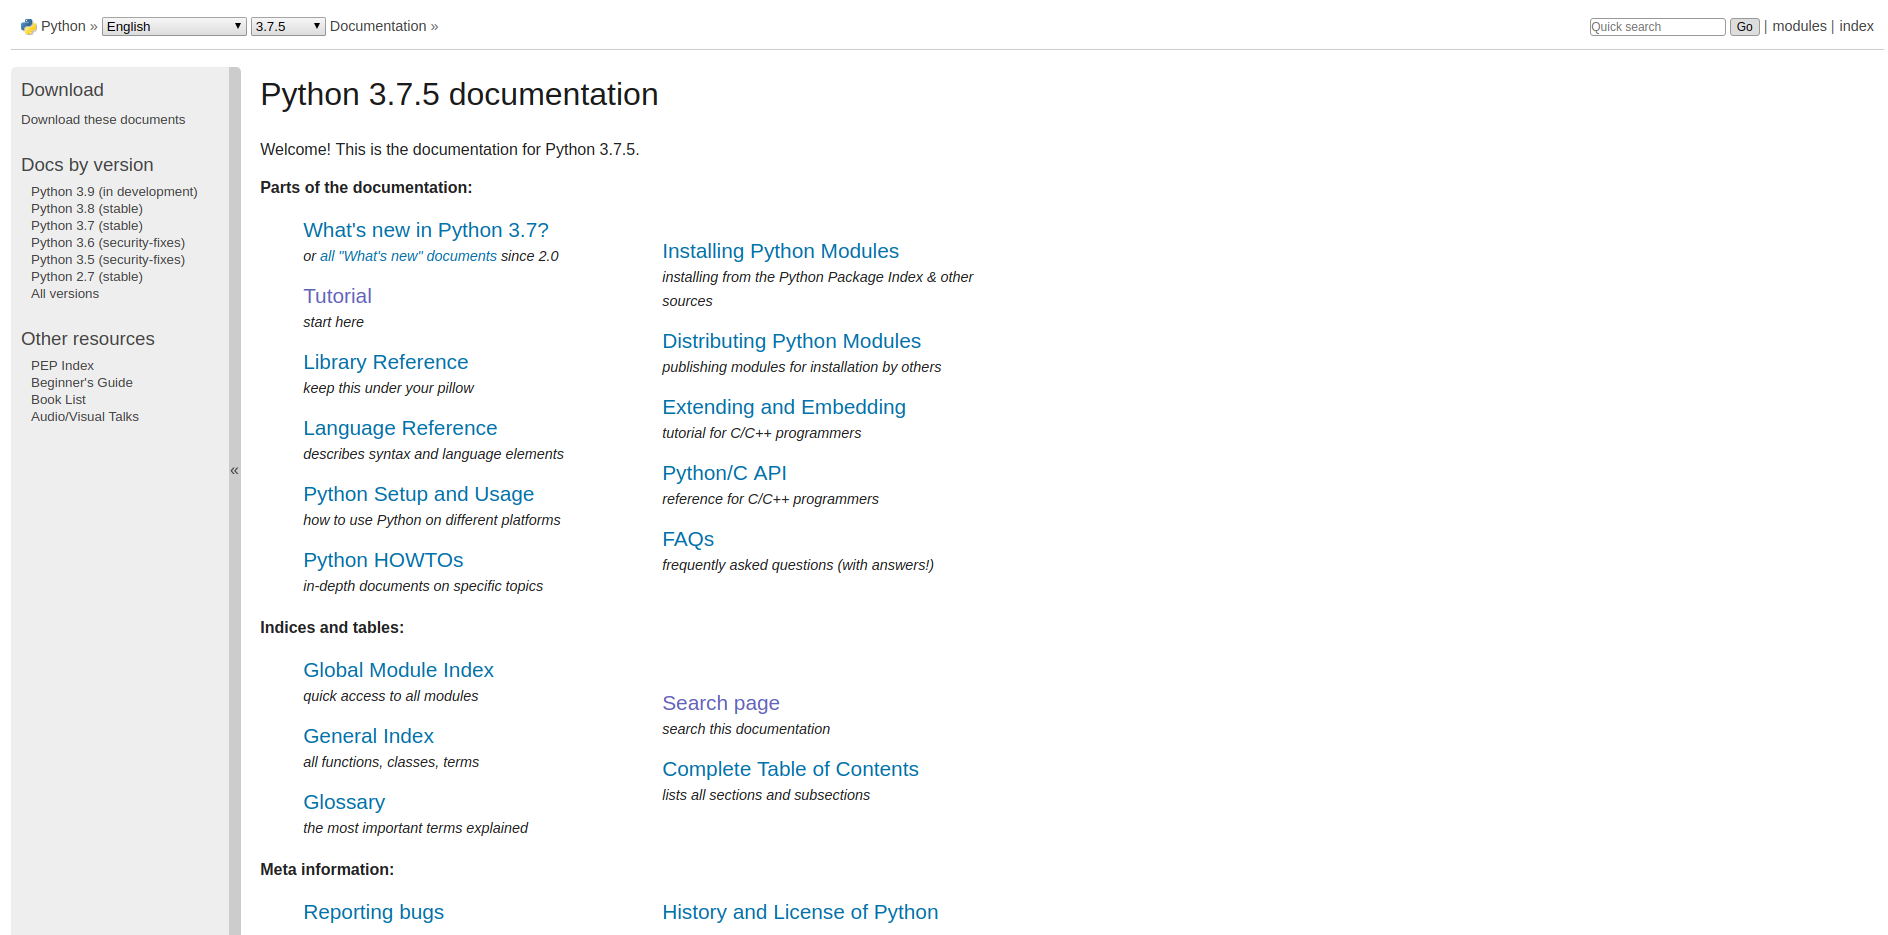 Python » English 3.7.5 Documentation »
Quick search Go | modules | index
Download
Download these documents
Docs by version
Python 3.9 (in development)
Python 3.8 (stable)
Python 3.7 (stable)
Python 3.6 (security-fixes)
Python 3.5 (security-fixes)
Python 2.7 (stable)
All versions
Other resources
PEP Index
Beginner's Guide
Book List
Audio/Visual Talks
«
Python 3.7.5 documentation
Welcome! This is the documentation for Python 3.7.5.
Parts of the documentation:
What's new in Python 3.7?
or all "What's new" documents since 2.0
Tutorial
start here
Library Reference
keep this under your pillow
Language Reference
describes syntax and language elements
Python Setup and Usage
how to use Python on different platforms
Python HOWTOs
in-depth documents on specific topics
Installing Python Modules
installing from the Python Package Index & other
sources
Distributing Python Modules
publishing modules for installation by others
Extending and Embedding
tutorial for C/C++ programmers
Python/C API
reference for C/C++ programmers
FAQs
frequently asked questions (with answers!)
Indices and tables:
Global Module Index
quick access to all modules
General Index
all functions, classes, terms
Glossary
the most important terms explained
Search page
search this documentation
Complete Table of Contents
lists all sections and subsections
Meta information:
Reporting bugs
History and License of Python